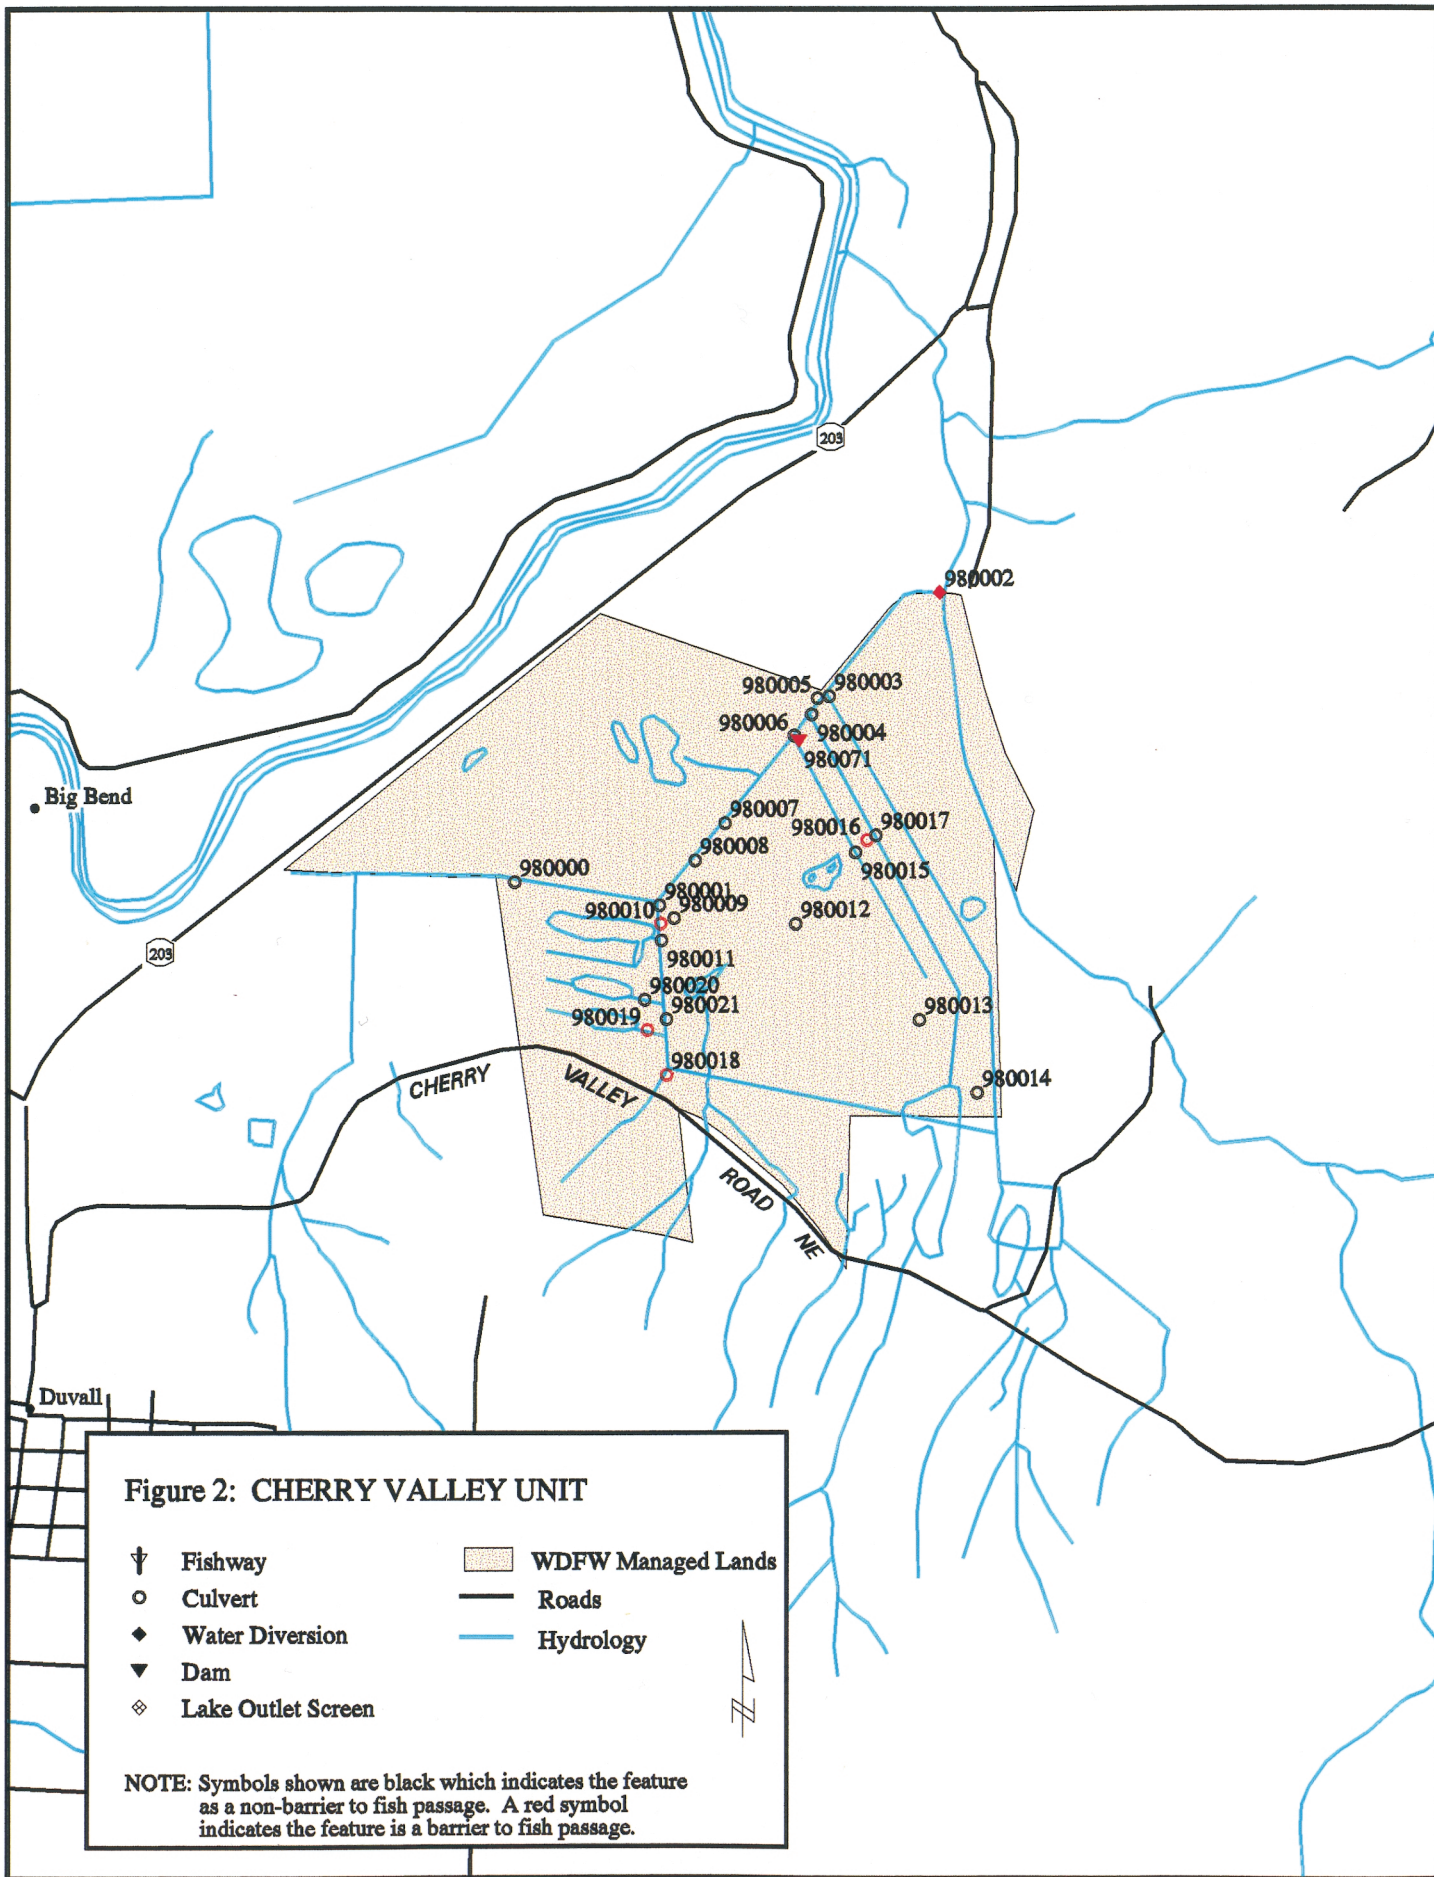 203
980002
980005
980003
980006
980004
980071
Big Bend
980007
980016
980017
980008
980015
980000
980001
980010
980009
980012
203
980011
980020
980021
980013
980019
980018
980014
CHERRY
VALLEY
ROAD
NE
Duvall
Figure 2: CHERRY VALLEY UNIT
Fishway
WDFW Managed Lands
Culvert
Roads
Water Diversion
Hydrology
Dam
Lake Outlet Screen
NOTE: Symbols shown are black which indicates the feature
as a non-barrier to fish passage. A red symbol
indicates the feature is a barrier to fish passage.